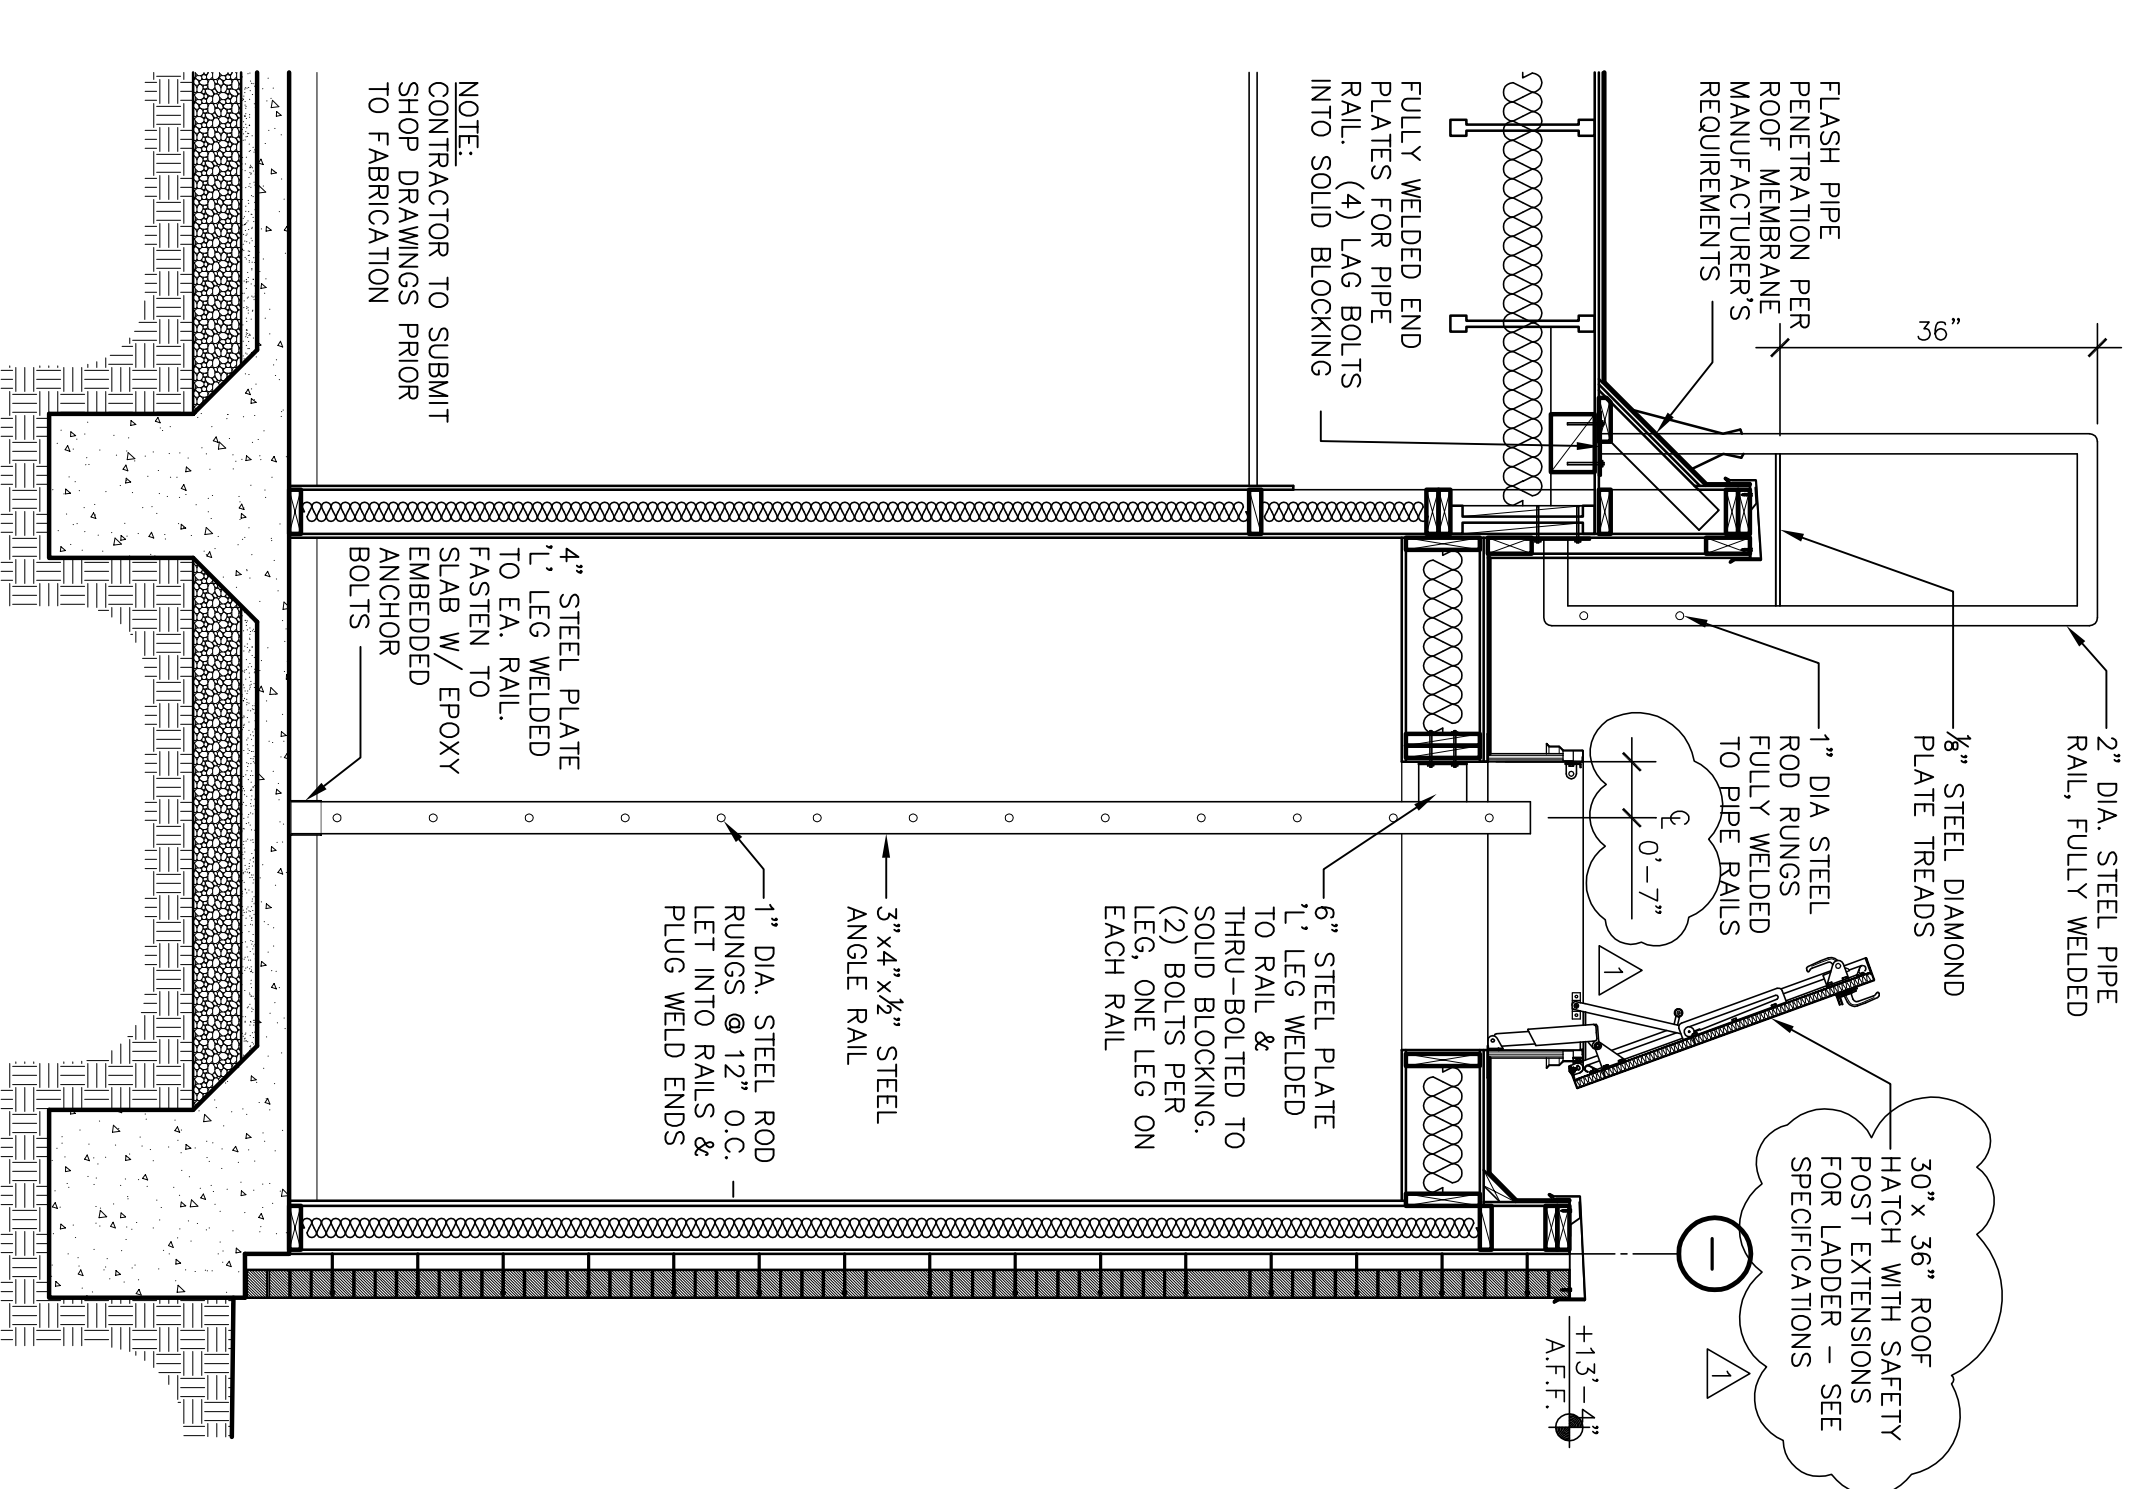 FLASH PIPE
PENETRATION PER
ROOF MEMBRANE
MANUFACTURER'S
REQUIREMENTS
36"
2" DIA. STEEL PIPE
RAIL, FULLY WELDED
⅛" STEEL DIAMOND
PLATE TREADS
1" DIA STEEL
ROD RUNGS
FULLY WELDED
TO PIPE RAILS
30"x 36" ROOF
HATCH WITH SAFETY
POST EXTENSIONS
FOR LADDER – SEE
SPECIFICATIONS
1
℄
0'-7"
1
I
FULLY WELDED END
PLATES FOR PIPE
RAIL. (4) LAG BOLTS
INTO SOLID BLOCKING
+13'-4"
A.F.F.
6" STEEL PLATE
'L' LEG WELDED
TO RAIL &
THRU-BOLTED TO
SOLID BLOCKING.
(2) BOLTS PER
LEG, ONE LEG ON
EACH RAIL
3"x4"x½" STEEL
ANGLE RAIL
1" DIA. STEEL ROD
RUNGS @ 12" O.C.
LET INTO RAILS &
PLUG WELD ENDS
4" STEEL PLATE
'L' LEG WELDED
TO EA. RAIL.
FASTEN TO
SLAB W/ EPOXY
EMBEDDED
ANCHOR
BOLTS
NOTE:
CONTRACTOR TO SUBMIT
SHOP DRAWINGS PRIOR
TO FABRICATION